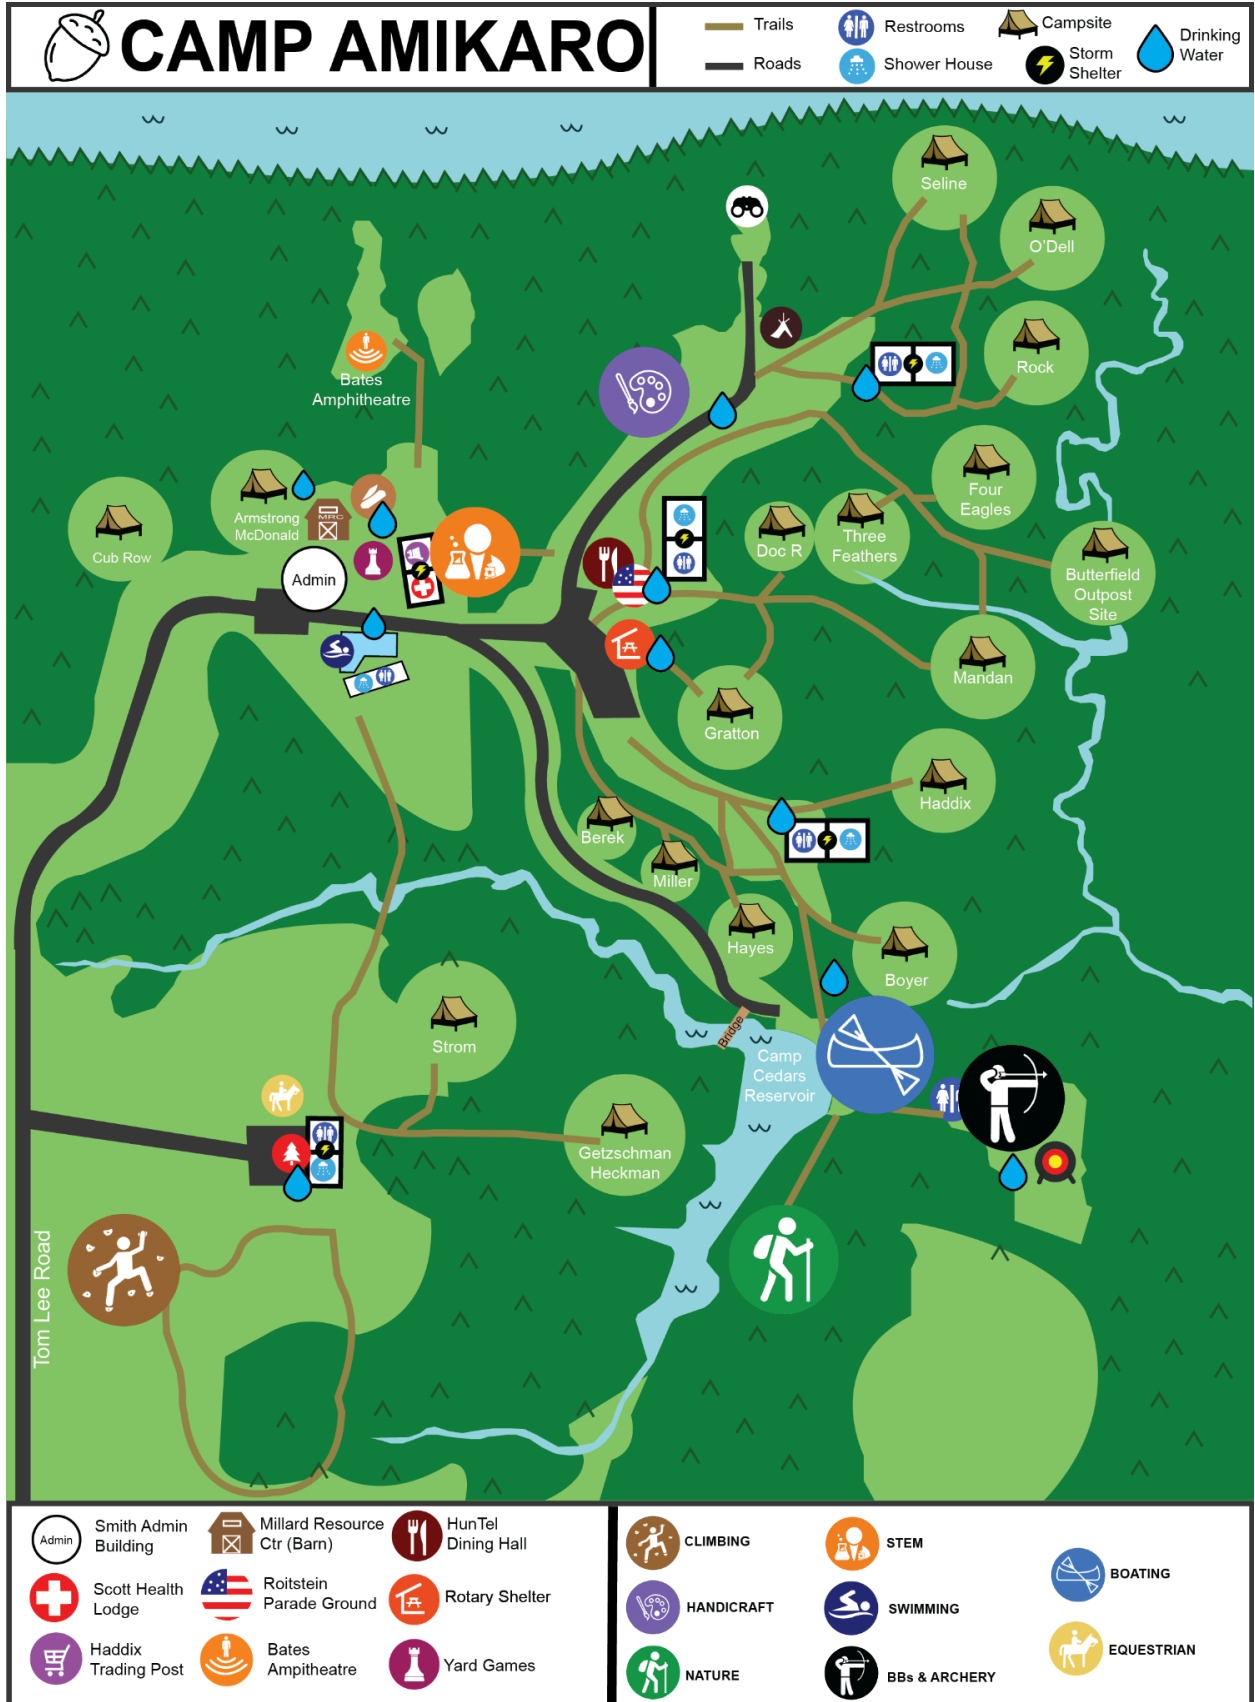 CAMP AMIKARO
Trails
Roads
Restrooms
Shower House
Campsite
Storm
Shelter
Drinking
Water
Seline
O'Dell
Rock
Bates
Amphitheatre
Four
Eagles
Cub Row
Armstrong
McDonald
MRC
Admin
Doc R
Three
Feathers
Butterfield
Outpost
Site
Mandan
Gratton
Haddix
Berek
Miller
Hayes
Boyer
Strom
Bridge
Camp
Cedars
Reservoir
Getzschman
Heckman
Tom Lee Road
Admin
Smith Admin
Building
Millard Resource
Ctr (Barn)
HunTel
Dining Hall
Scott Health
Lodge
Roitstein
Parade Ground
Rotary Shelter
Haddix
Trading Post
Bates
Ampitheatre
Yard Games
CLIMBING
STEM
BOATING
HANDICRAFT
SWIMMING
EQUESTRIAN
NATURE
BBs & ARCHERY